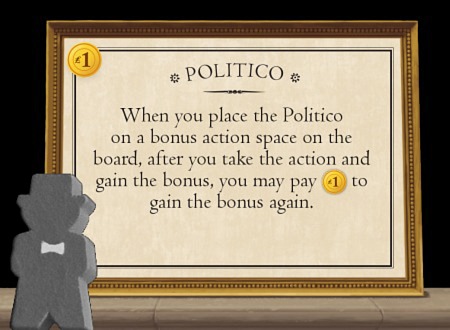 £1
POLITICO
When you place the Politico
on a bonus action space on the
board, after you take the action and
gain the bonus, you may pay £1 to
gain the bonus again.